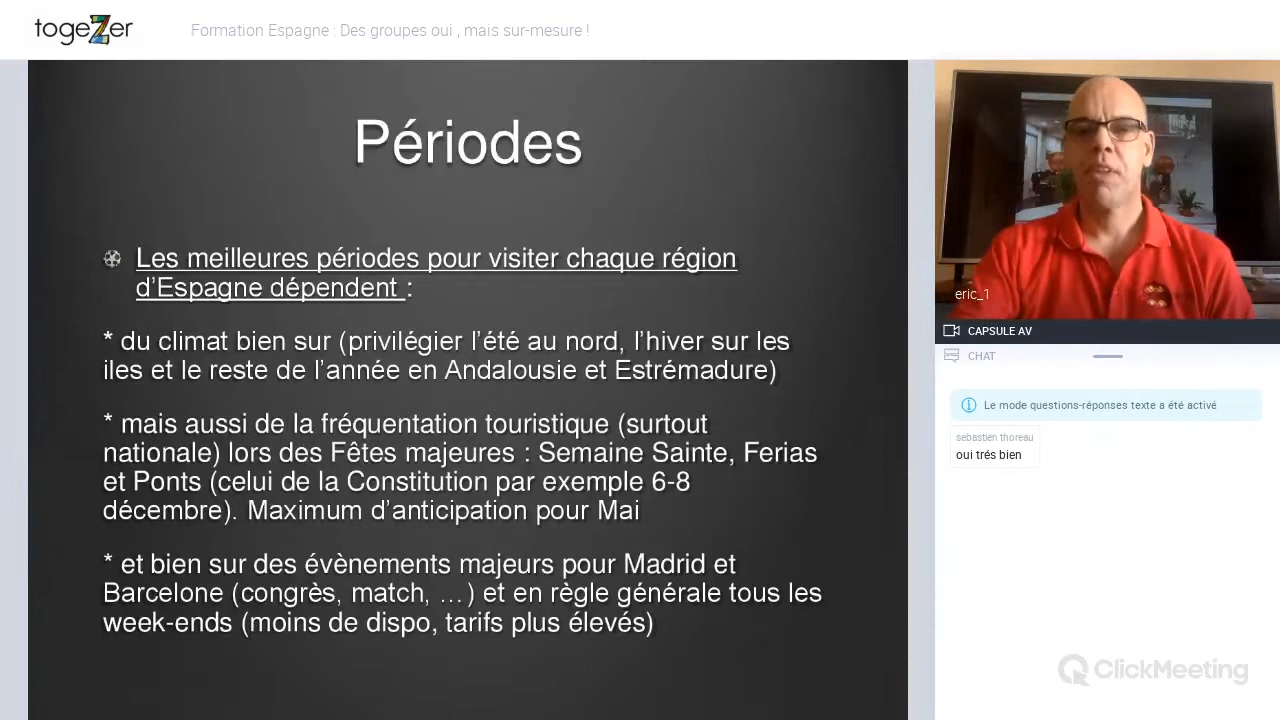 togeZer
Formation Espagne : Des groupes oui , mais sur-mesure !
Périodes
Les meilleures périodes pour visiter chaque région
d’Espagne dépendent :
* du climat bien sur (privilégier l’été au nord, l’hiver sur les
iles et le reste de l’année en Andalousie et Estrémadure)
* mais aussi de la fréquentation touristique (surtout
nationale) lors des Fêtes majeures : Semaine Sainte, Ferias
et Ponts (celui de la Constitution par exemple 6-8
décembre). Maximum d’anticipation pour Mai
* et bien sur des évènements majeurs pour Madrid et
Barcelone (congrès, match, …) et en règle générale tous les
week-ends (moins de dispo, tarifs plus élevés)
eric_1
CAPSULE AV
CHAT
Le mode questions-réponses texte a été activé
sebastien thoreau
oui trés bien
ClickMeeting